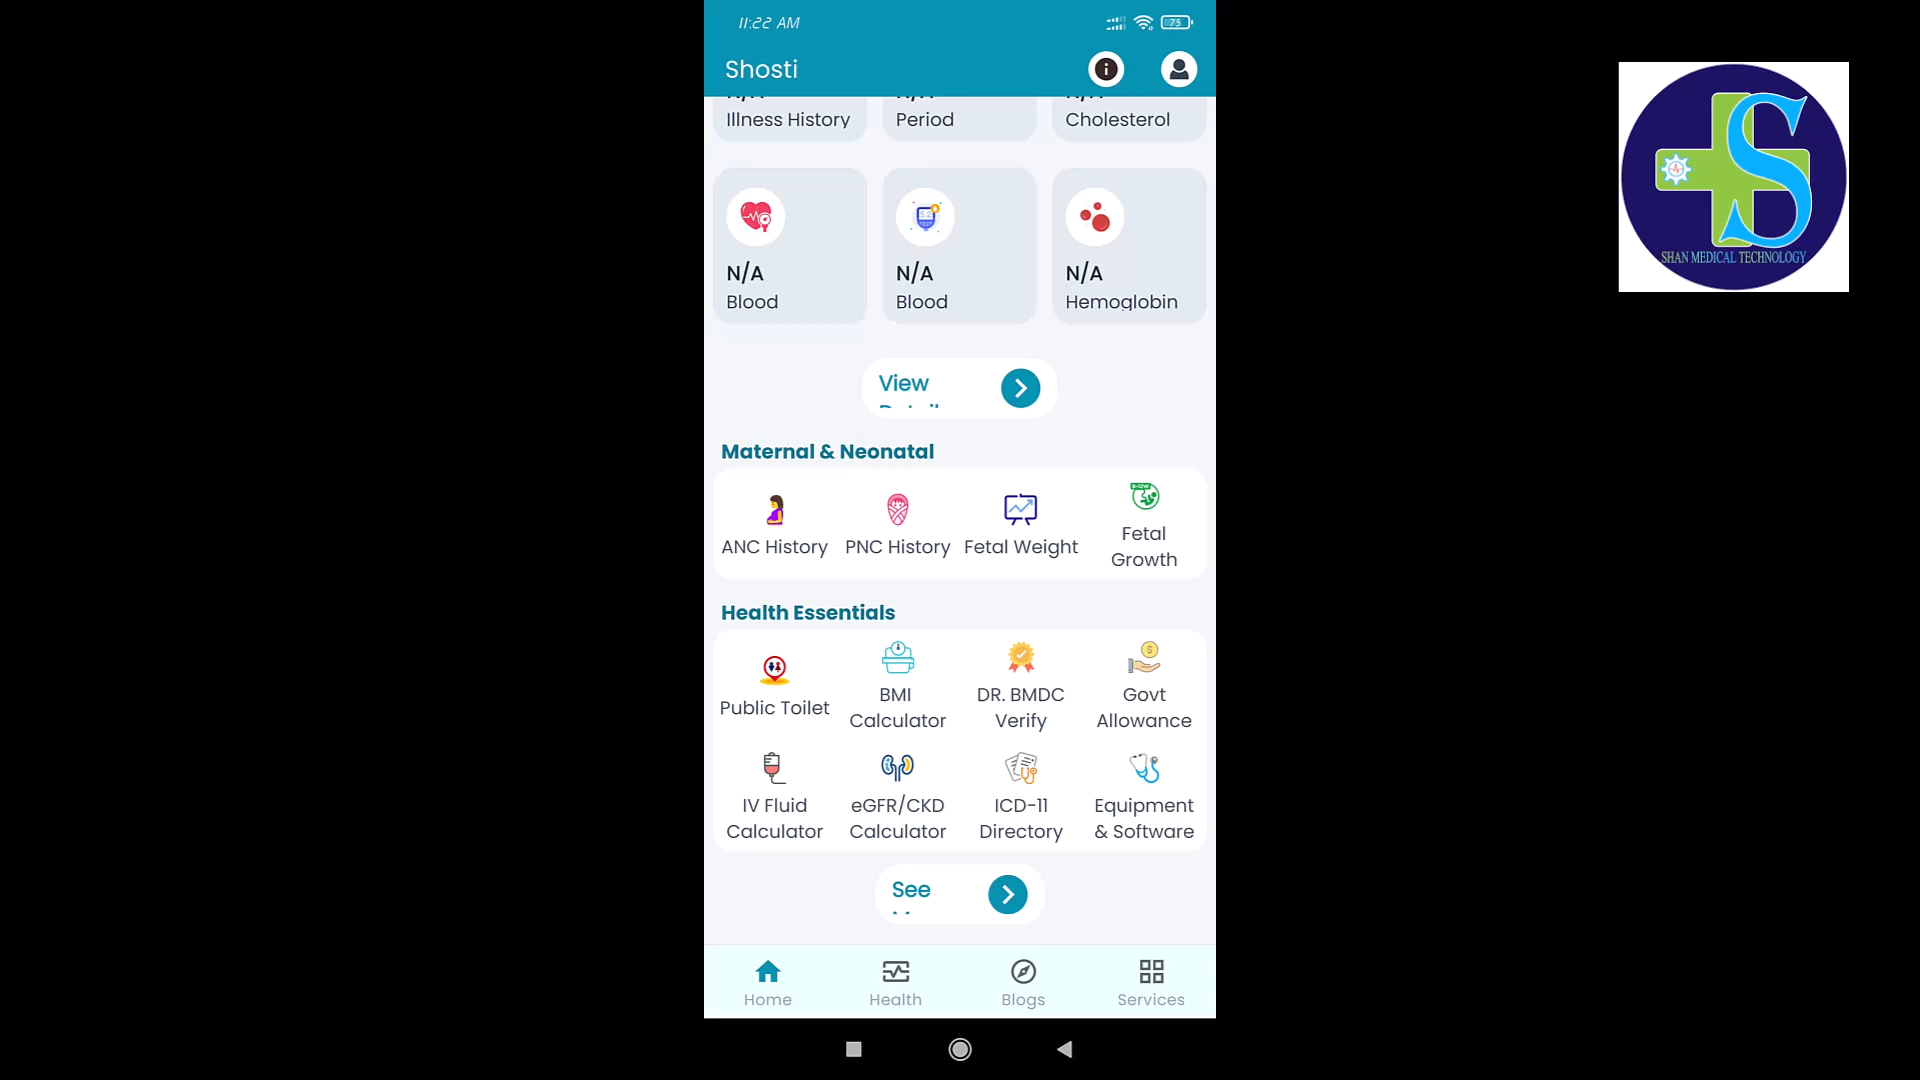 11:22 AM
75
Shosti
N/A
N/A
N/A
Illness History
Period
Cholesterol
N/A
N/A
N/A
Blood
Blood
Hemoglobin
View
Maternal & Neonatal
ANC History
PNC History
Fetal Weight
Fetal
Growth
Health Essentials
Public Toilet
BMI
Calculator
DR. BMDC
Verify
Govt
Allowance
IV Fluid
Calculator
eGFR/CKD
Calculator
ICD-11
Directory
Equipment
& Software
See
Home
Health
Blogs
Services
S
SHAN MEDICAL TECHNOLOGY